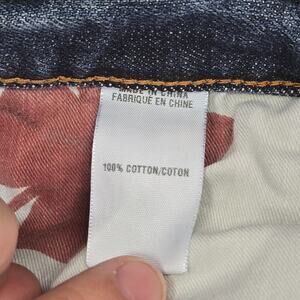 MADE IN CHINA
FABRIQUE EN CHINE
100% COTTON/COTON